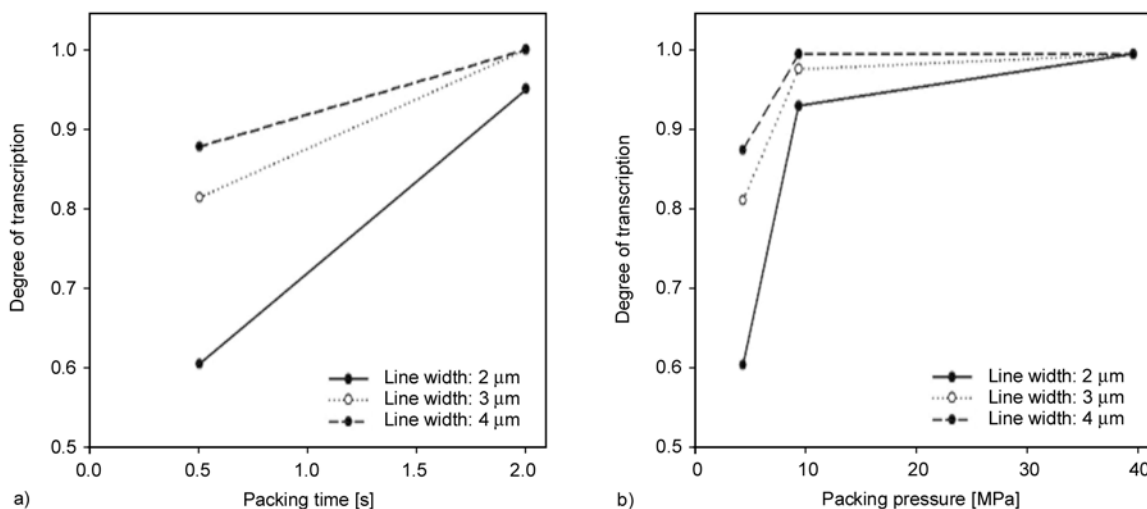 Degree of transcription
1.0
0.9
0.8
0.7
0.6
0.5
0.0
0.5
1.0
1.5
2.0
Line width: 2 μm
Line width: 3 μm
Line width: 4 μm
a)
Packing time [s]
Degree of transcription
1.0
0.9
0.8
0.7
0.6
0.5
0
10
20
30
40
Line width: 2 μm
Line width: 3 μm
Line width: 4 μm
b)
Packing pressure [MPa]